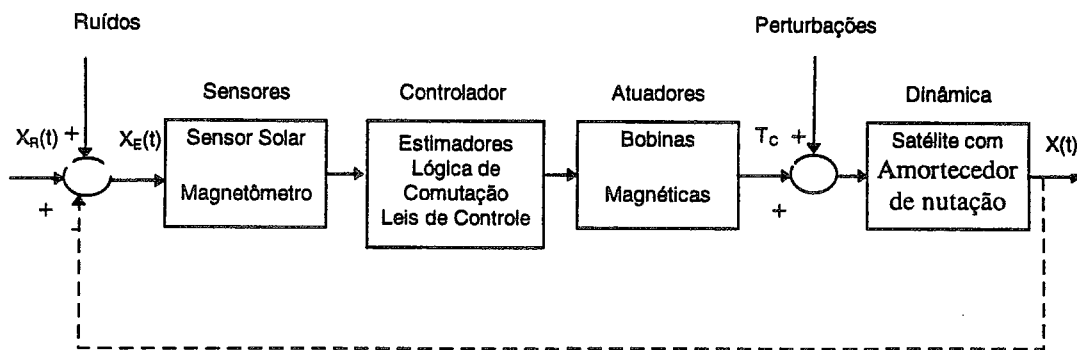 Ruídos
Perturbações
Sensores
Controlador
Atuadores
Dinâmica
X_R(t)
+
X_E(t)
+
-
Sensor Solar
Magnetômetro
Estimadores
Lógica de
Comutação
Leis de Controle
Bobinas
Magnéticas
T_C
+
+
Satélite com
Amortecedor
de nutação
X(t)